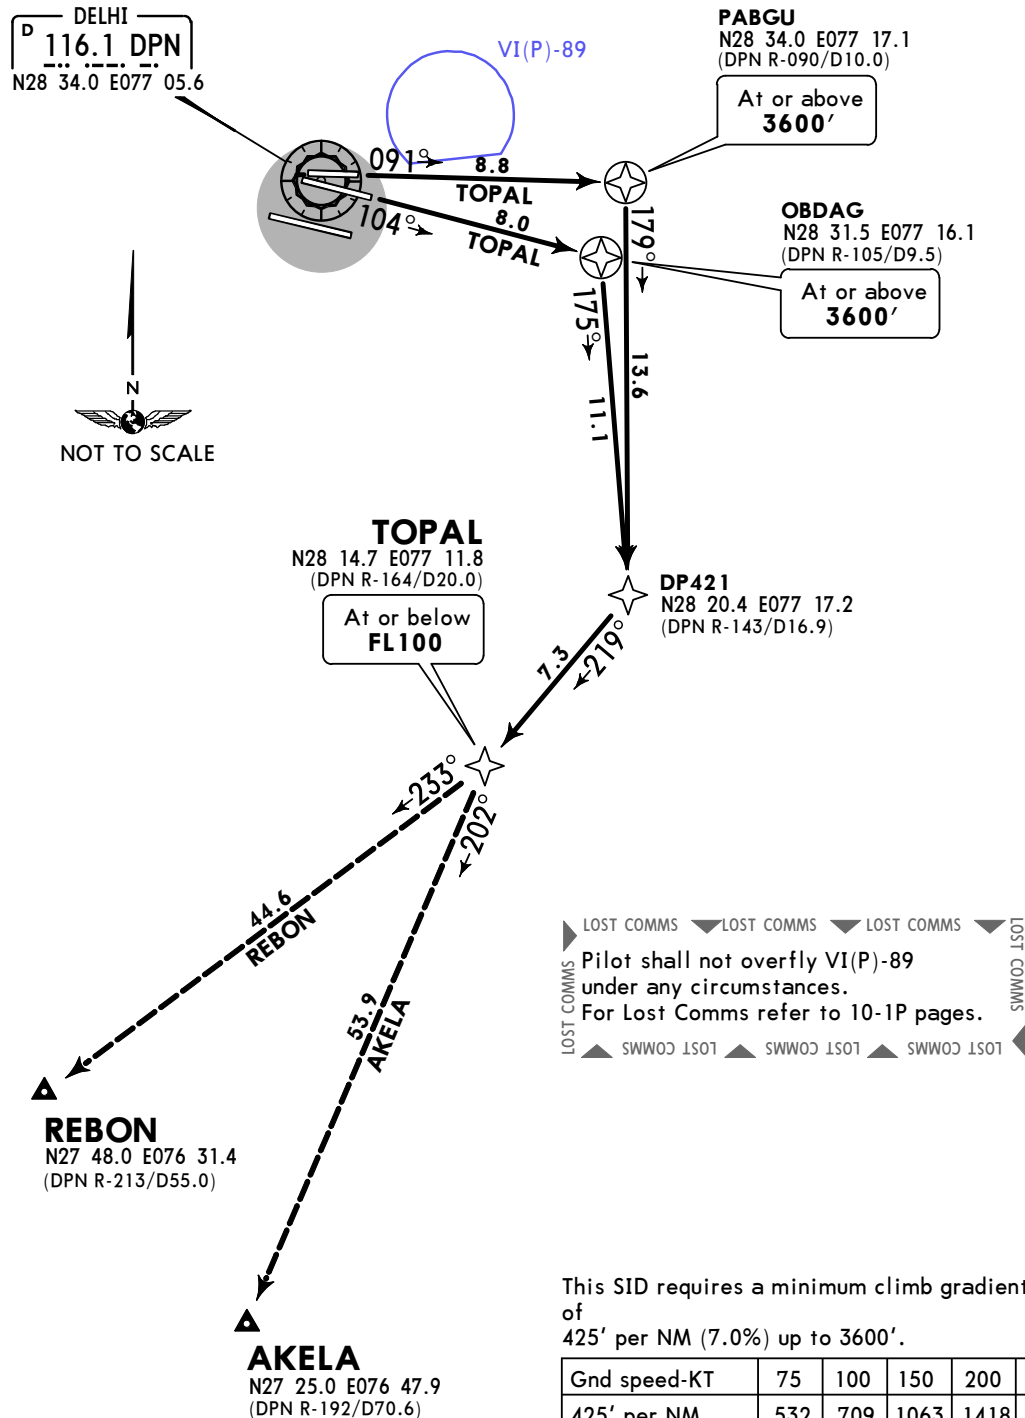 DELHI
D 116.1 DPN
N28 34.0 E077 05.6
VI(P)-89
PABGU
N28 34.0 E077 17.1
(DPN R-090/D10.0)
At or above
3600'
091°
8.8
TOPAL
104°
8.0
TOPAL
179°
OBDAG
N28 31.5 E077 16.1
(DPN R-105/D9.5)
At or above
3600'
175°
13.6
11.1
N
NOT TO SCALE
TOPAL
N28 14.7 E077 11.8
(DPN R-164/D20.0)
At or below
FL100
DP421
N28 20.4 E077 17.2
(DPN R-143/D16.9)
7.3
219°
233°
202°
44.6
REBON
53.9
AKELA
LOST COMMS LOST COMMS LOST COMMS
LOST COMMS
LOST COMMS
Pilot shall not overfly VI(P)-89
under any circumstances.
For Lost Comms refer to 10-1P pages.
LOST COMMS LOST COMMS LOST COMMS
REBON
N27 48.0 E076 31.4
(DPN R-213/D55.0)
AKELA
N27 25.0 E076 47.9
(DPN R-192/D70.6)
This SID requires a minimum climb gradient
of
425' per NM (7.0%) up to 3600'.
Gnd speed-KT 75 100 150 200
425' per NM 532 709 1063 1418